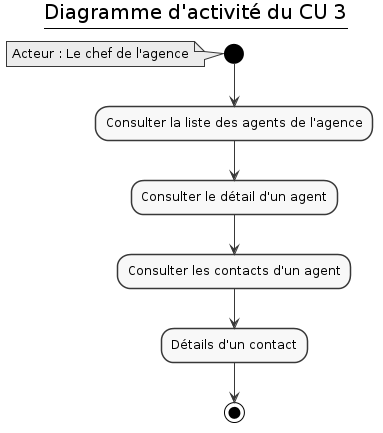 Diagramme d'activité du CU 3
Acteur : Le chef de l'agence
Consulter la liste des agents de l'agence
Consulter le détail d'un agent
Consulter les contacts d'un agent
Détails d'un contact